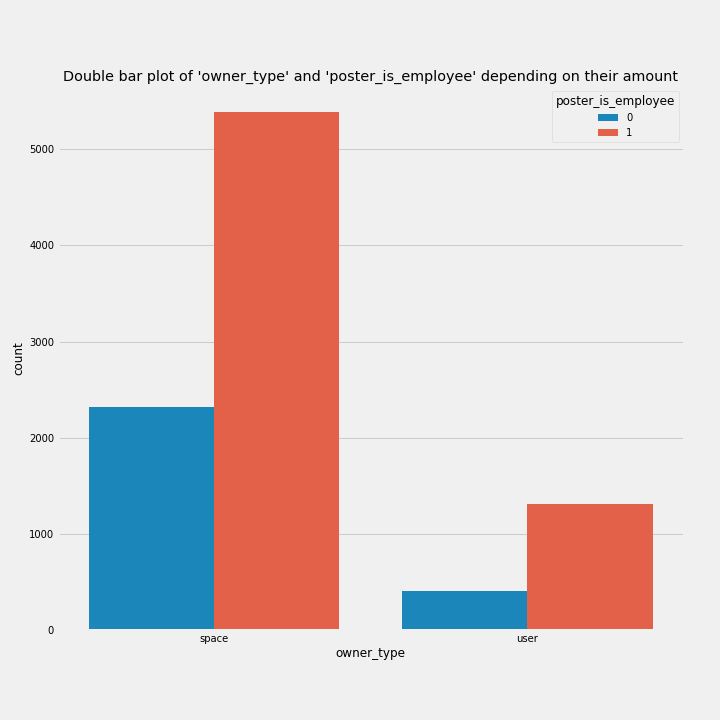 Double bar plot of 'owner_type' and 'poster_is_employee' depending on their amount
poster_is_employee
0
1
5000
4000
3000
2000
1000
0
count
space
user
owner_type